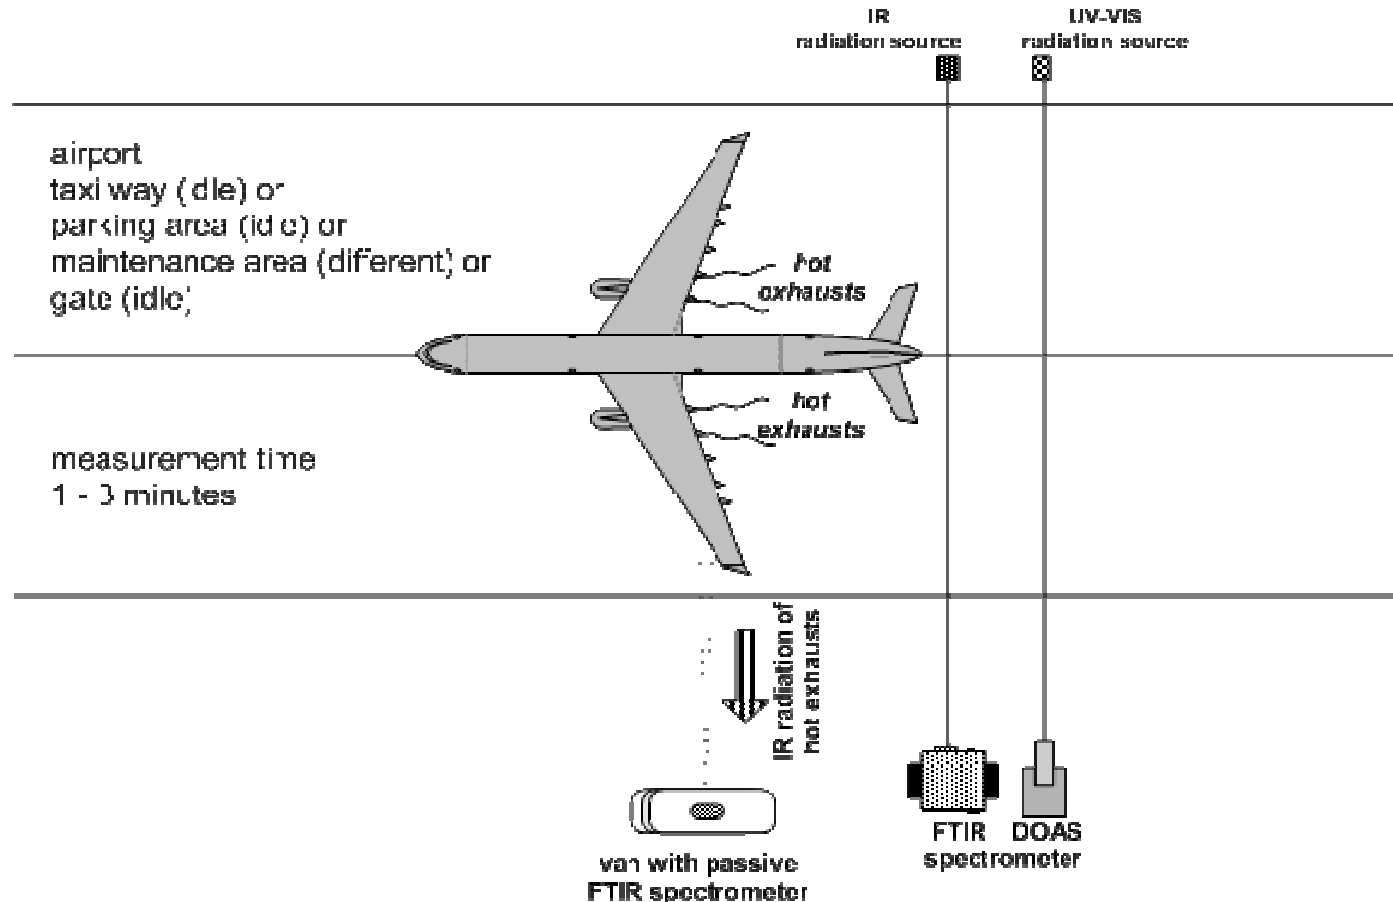 IR
radiation source
UV-VIS
radiation source
airport
taxi way (idle) or
parking area (idle) or
maintenance area (different) or
gate (idle)
hot
exhausts
hot
exhausts
measurement time
1 - 3 minutes
IR radiation of
hot exhausts
FTIR
DOAS
spectrometer
van with passive
FTIR spectrometer